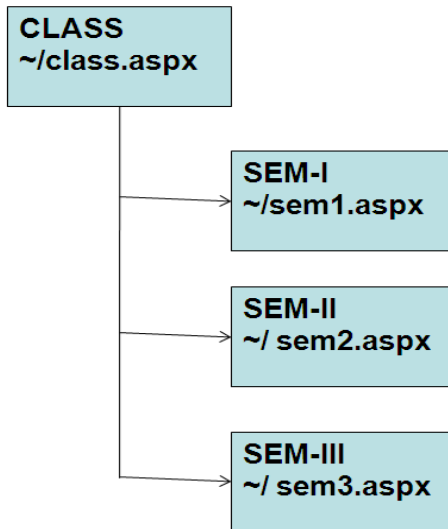 CLASS
~/class.aspx
SEM-I
~/sem1.aspx
SEM-II
~/ sem2.aspx
SEM-III
~/ sem3.aspx